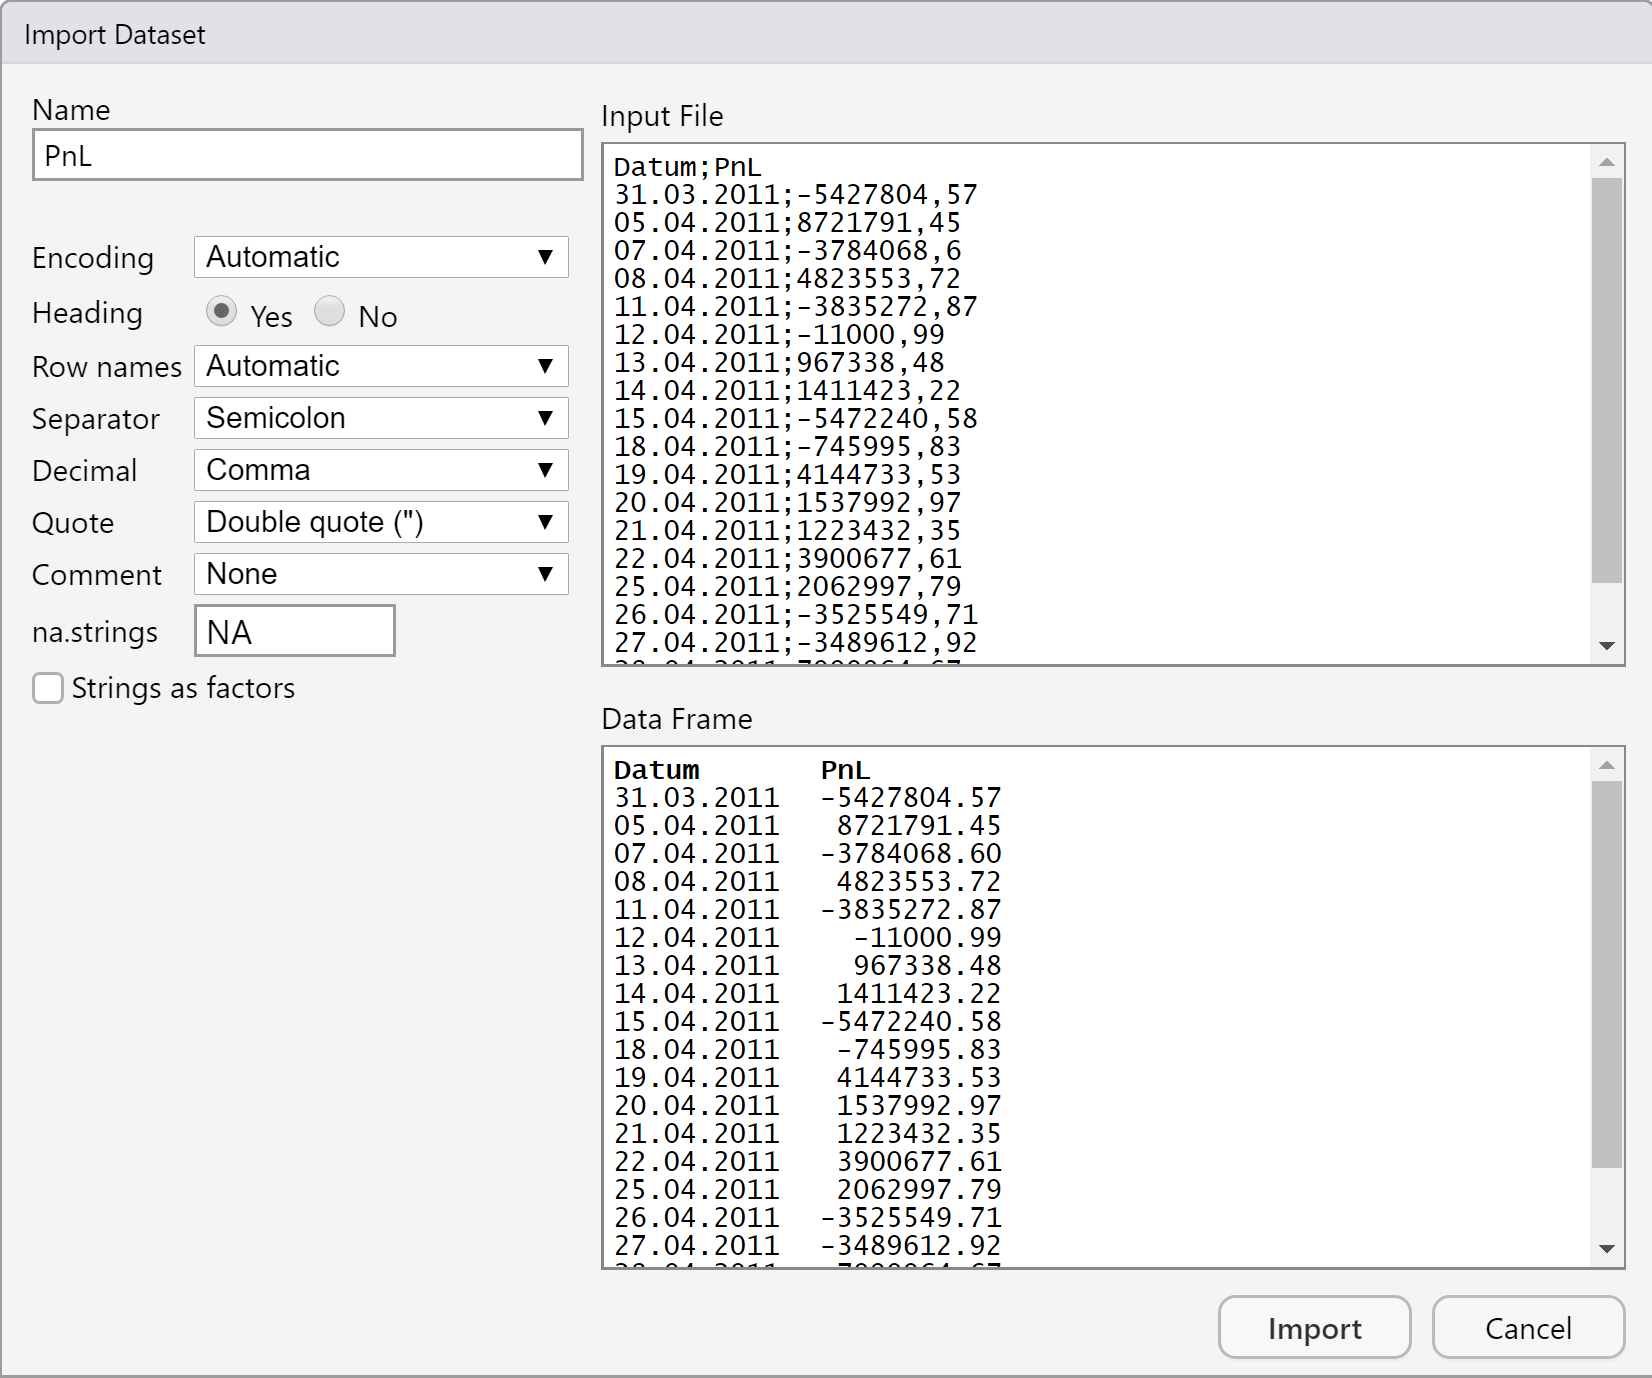 Import Dataset
Name
PnL
Encoding Automatic
Heading Yes No
Row names Automatic
Separator Semicolon
Decimal Comma
Quote Double quote (")
Comment None
na.strings NA
Strings as factors
Input File
Datum;PnL
31.03.2011;-5427804,57
05.04.2011;8721791,45
07.04.2011;-3784068,6
08.04.2011;4823553,72
11.04.2011;-3835272,87
12.04.2011;-11000,99
13.04.2011;967338,48
14.04.2011;1411423,22
15.04.2011;-5472240,58
18.04.2011;-745995,83
19.04.2011;4144733,53
20.04.2011;1537992,97
21.04.2011;1223432,35
22.04.2011;3900677,61
25.04.2011;2062997,79
26.04.2011;-3525549,71
27.04.2011;-3489612,92
Data Frame
Datum PnL
31.03.2011 -5427804.57
05.04.2011 8721791.45
07.04.2011 -3784068.60
08.04.2011 4823553.72
11.04.2011 -3835272.87
12.04.2011 -11000.99
13.04.2011 967338.48
14.04.2011 1411423.22
15.04.2011 -5472240.58
18.04.2011 -745995.83
19.04.2011 4144733.53
20.04.2011 1537992.97
21.04.2011 1223432.35
22.04.2011 3900677.61
25.04.2011 2062997.79
26.04.2011 -3525549.71
27.04.2011 -3489612.92
Import Cancel